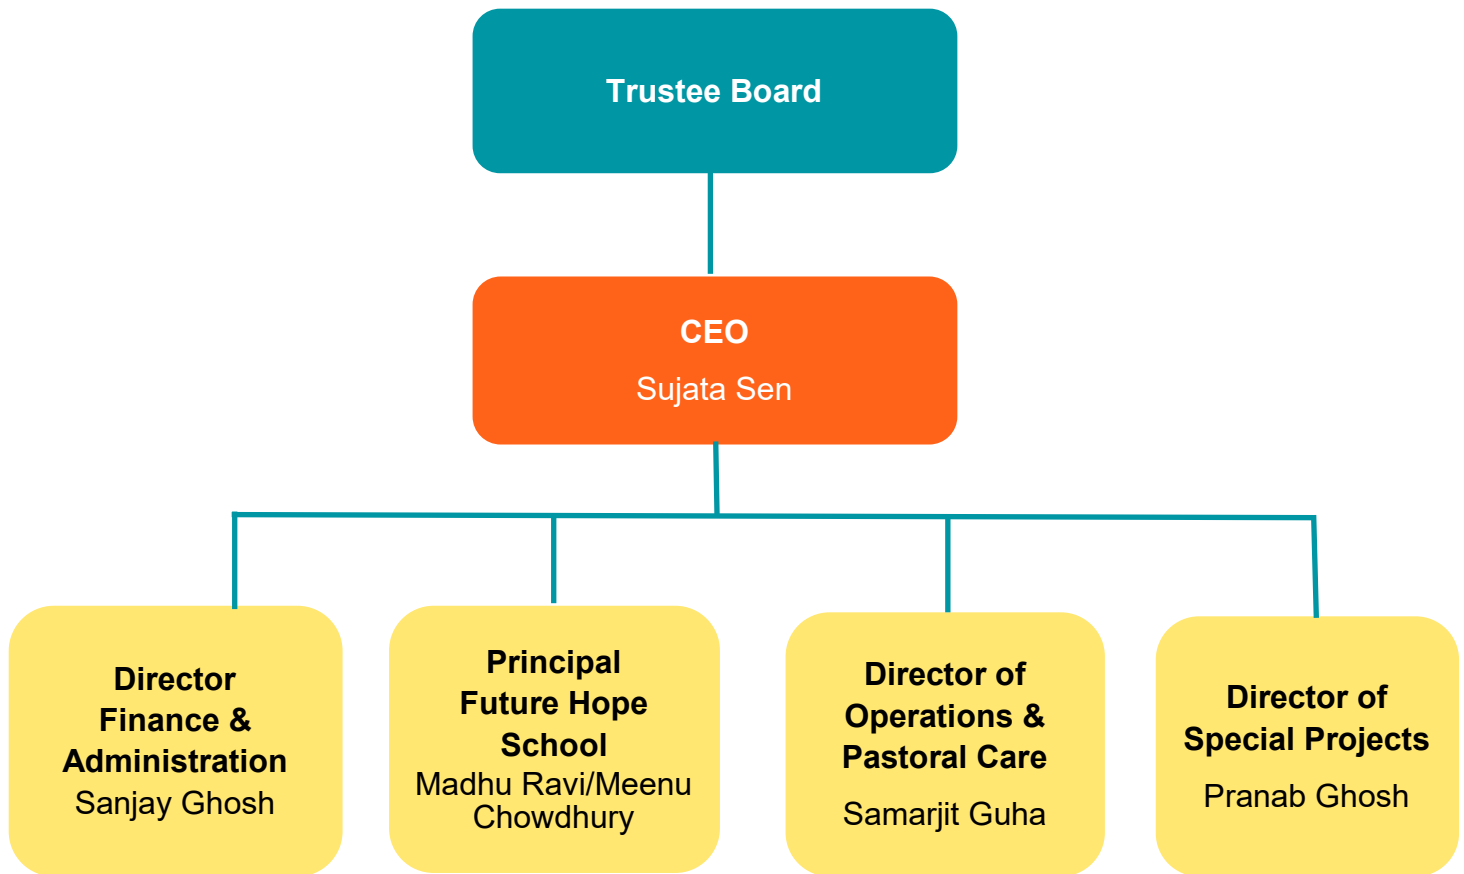 Trustee Board
CEO
Sujata Sen
Director
Finance &
Administration
Sanjay Ghosh
Principal
Future Hope
School
Madhu Ravi/Meenu
Chowdhury
Director of
Operations &
Pastoral Care
Samarjit Guha
Director of
Special Projects
Pranab Ghosh